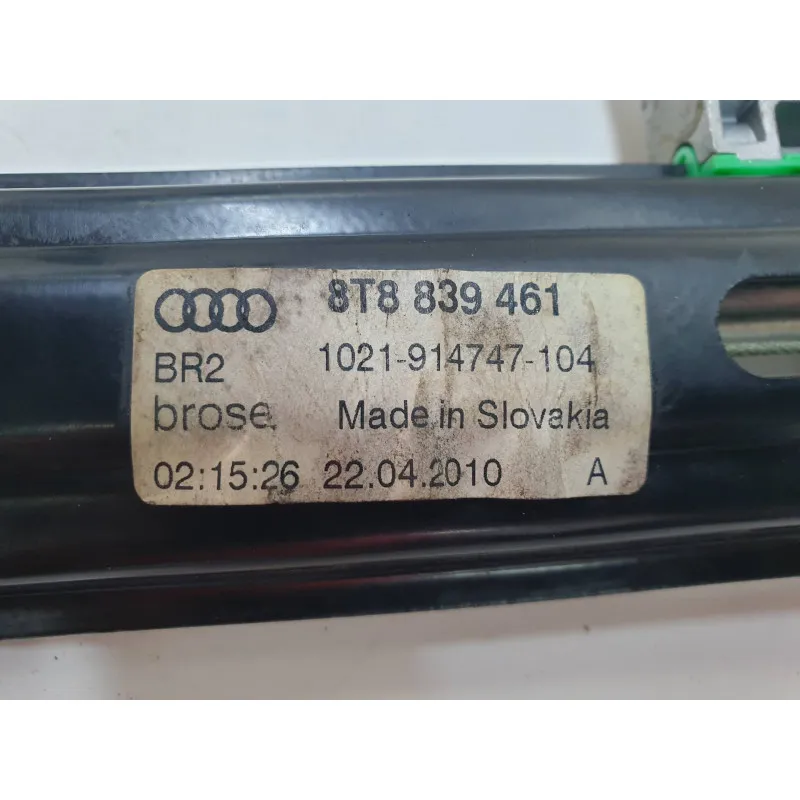 8T8 839 461
BR2 1021-914747-104
brose Made in Slovakia
02:15:26 22.04.2010 A